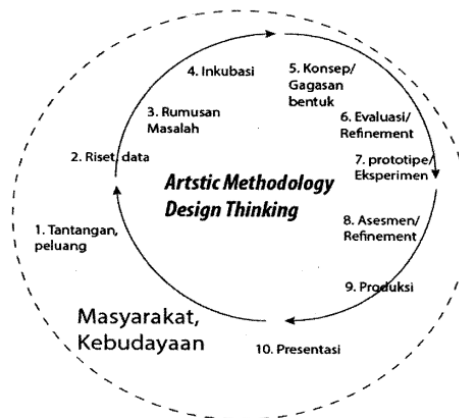 4. Inkubasi
5. Konsep/
Gagasan
bentuk
3. Rumusan
Masalah
6. Evaluasi/
Refinement
2. Riset, data
7. prototipe/
Eksperimen
Artstic Methodology
Design Thinking
1. Tantangan,
peluang
8. Asesmen/
Refinement
9. Produksi
Masyarakat,
Kebudayaan
10. Presentasi